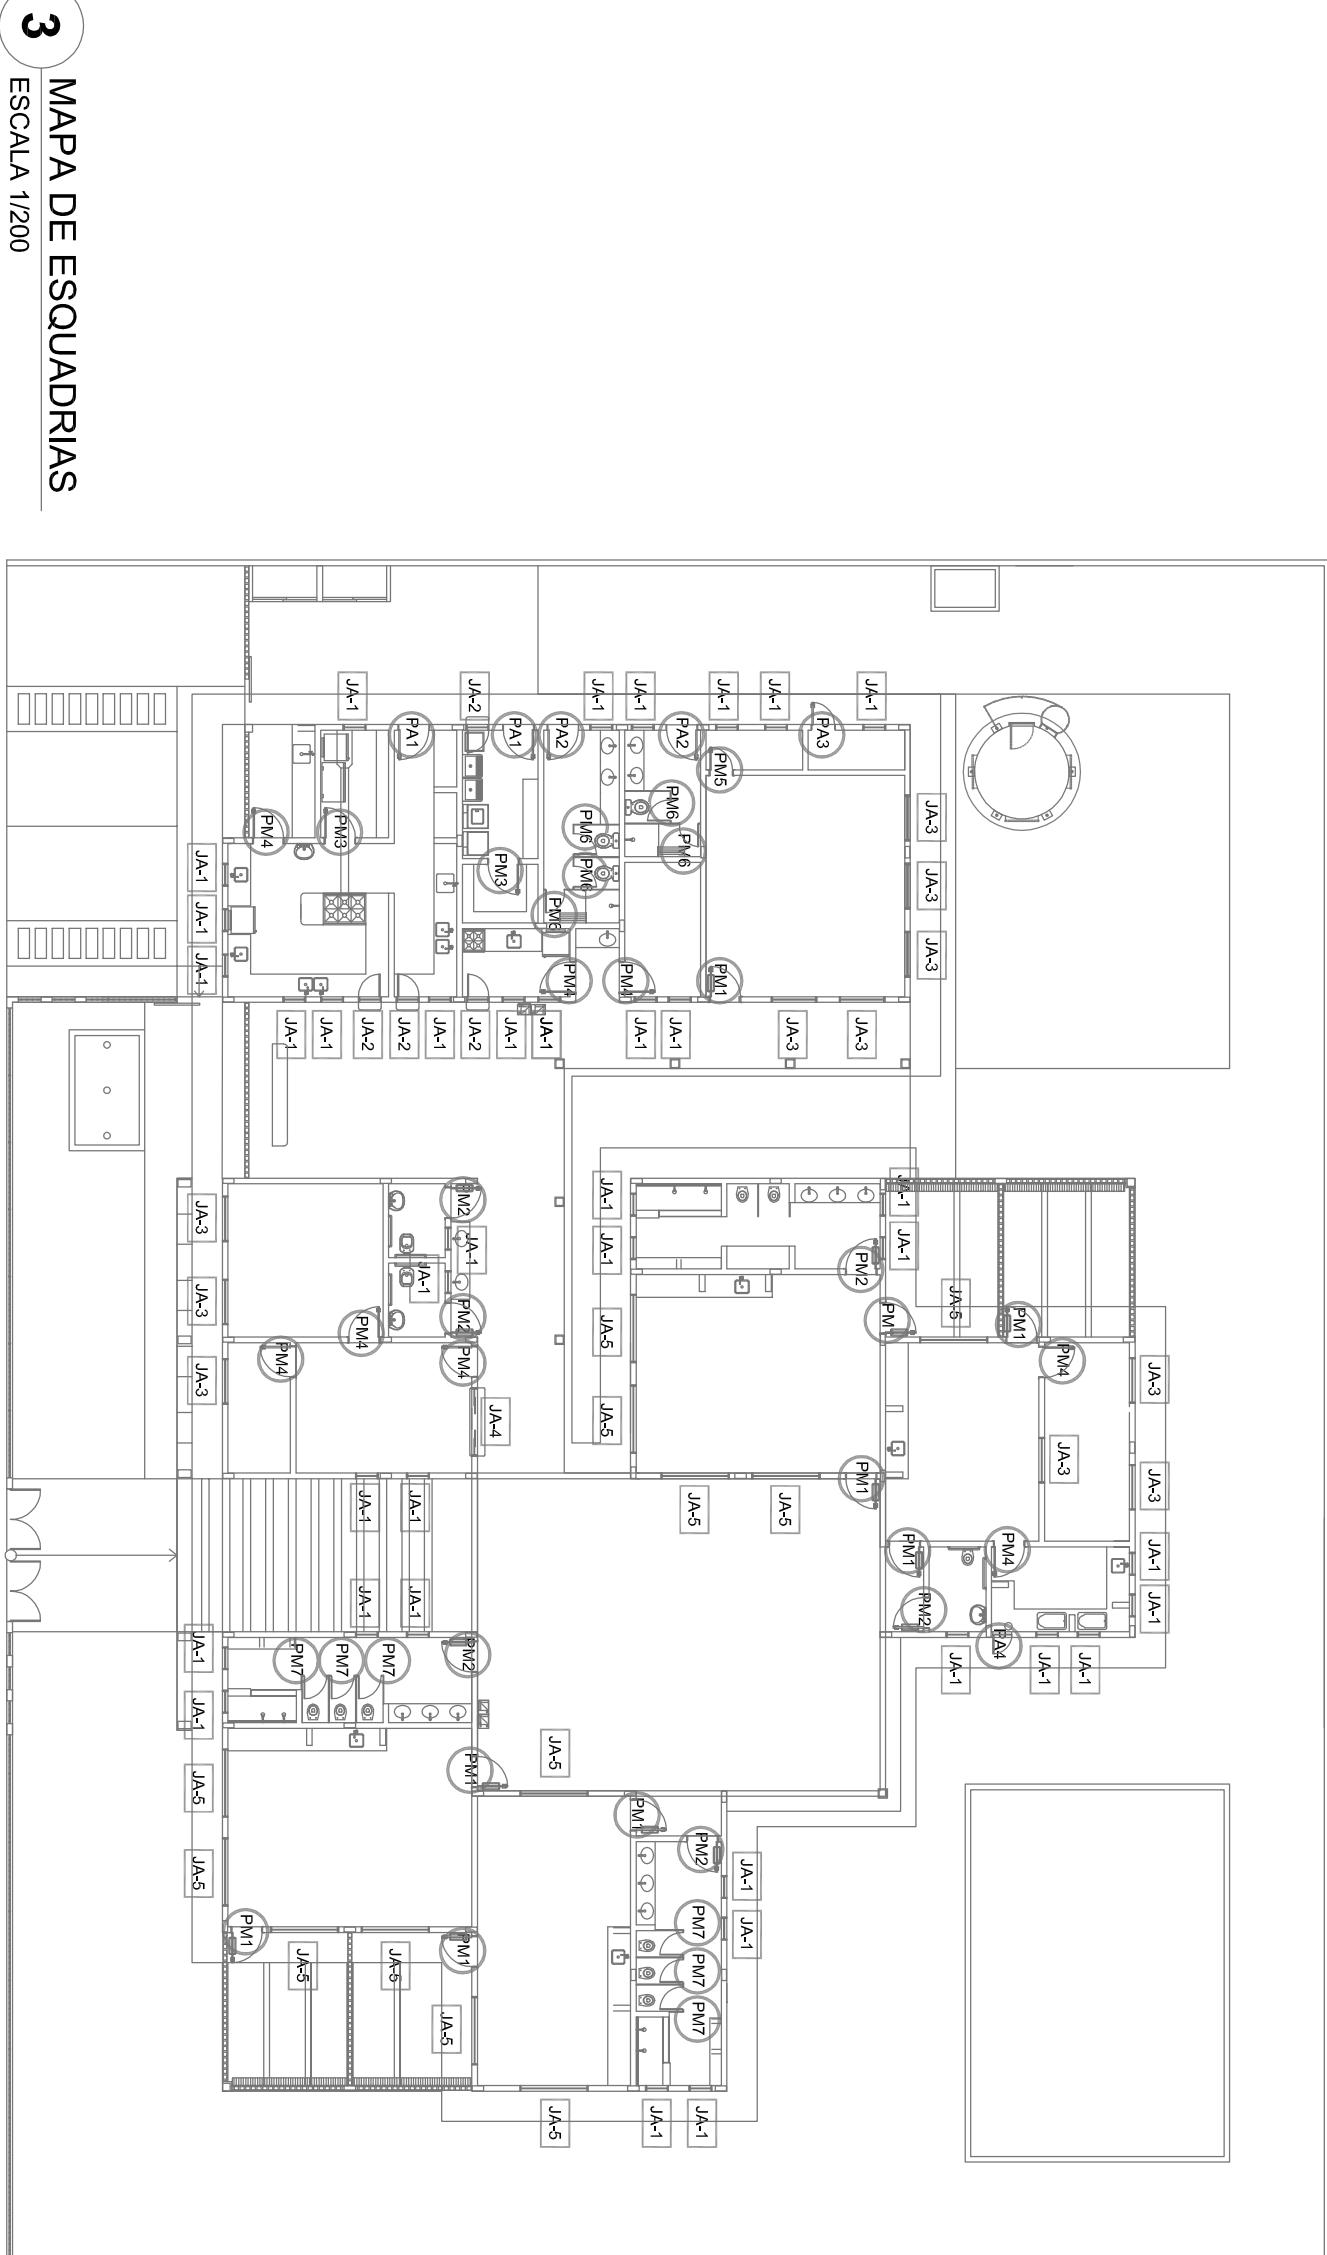 JA-3 JA-3 JA-1 JA-1
JA-1
PM4 JA-3
JA-1
PM1
PM4
PA4
JA-5 JA-1
JA-3 JA-3 JA-3
PM2
JA-1 JA-1 PM1
PM
JA-1
JA-3 PM2 PM1
PA3
JA-3 JA-5
JA-1
JA-1 JA-1
JA-1 PM5 PM1
PM2 PM7 PM7 PM7 JA-1
JA-5
PA2 PM6
PM6 JA-1
JA-1
JA-1 JA-1 PM1
PM4
JA-1 JA-1 JA-1 JA-5 JA-5
PM6 PM6
PM4
PA2 PM6 JA-5 JA-5
JA-1
PA1 JA-1
PM3 JA-4
JA-2 JA-2 JA-1
PM2 PM2 PM4 PM2 PM1 PM1
JA-5
JA-1
JA-1
PA1 JA-1 JA-1
JA-2
PM7 JA-5
JA-2 JA-1 JA-1
PM4
JA-1
PM3 PM7
JA-1
PM7 JA-5
JA-1 PM4
PM4
PM1
JA-1 JA-1 JA-1 JA-3 JA-3 JA-3 JA-1 JA-1 JA-5 JA-5
3
MAPA DE ESQUADRIAS
ESCALA 1/200